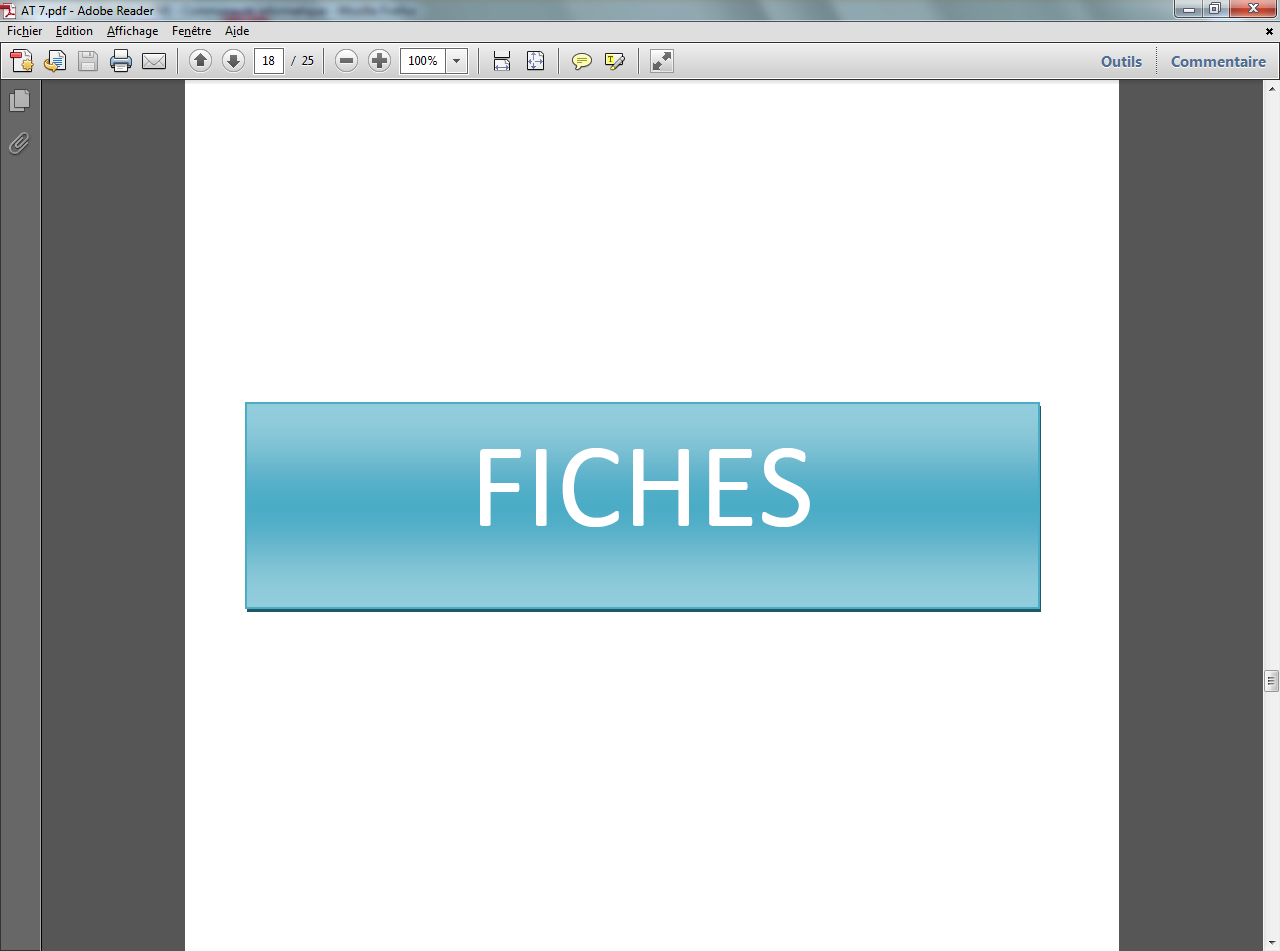 AT 7.pdf - Adobe Reader
Fichier Edition Affichage Fenêtre Aide
18 / 25 100% Outils Commentaire
FICHES